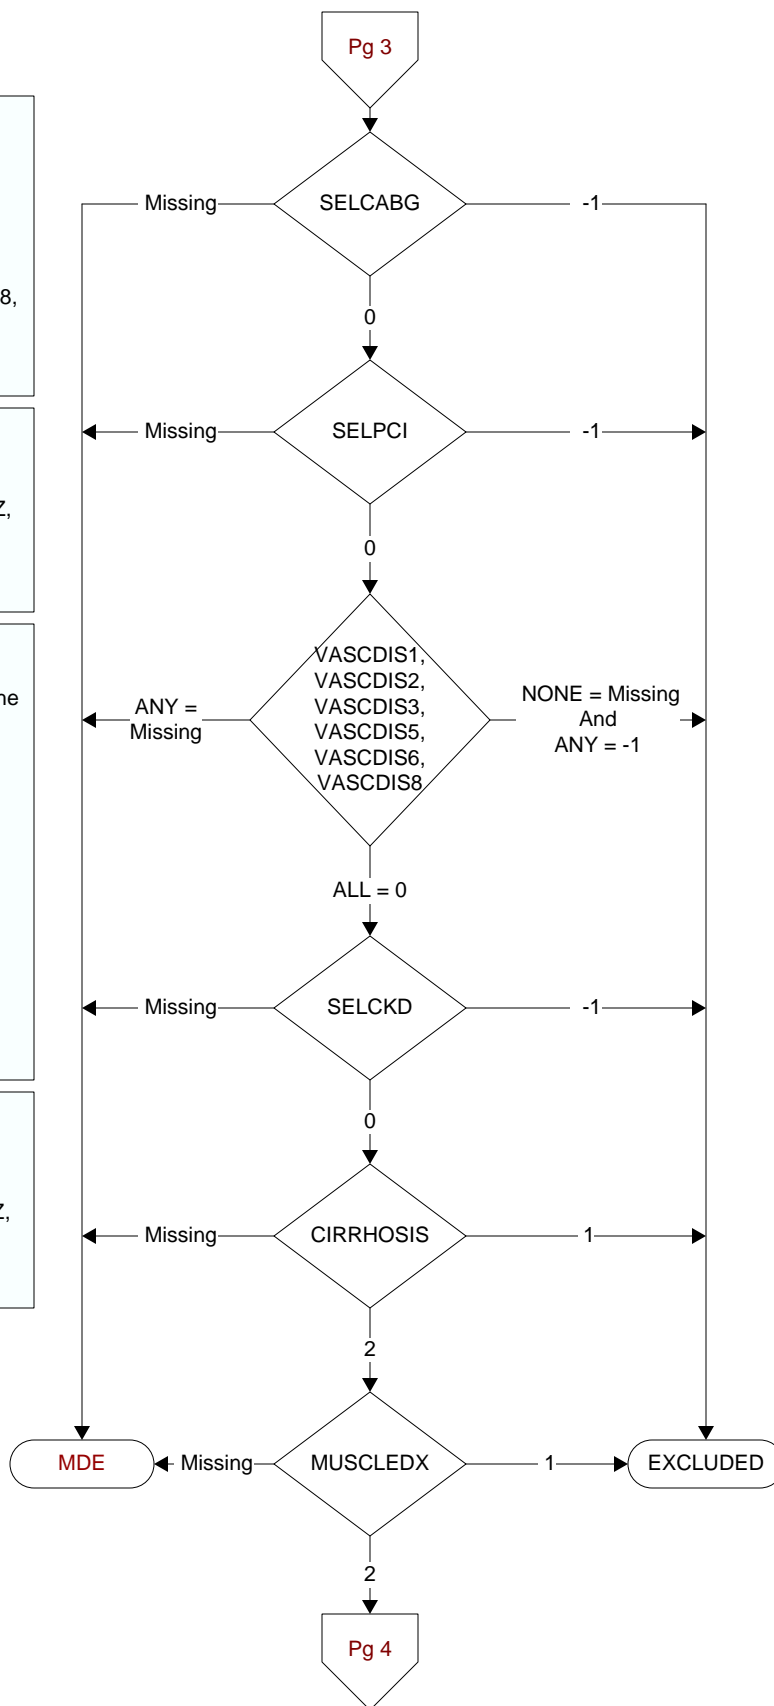 Pg 3
Missing
SELCABG
-1
8,
0
Missing
SELPCI
-1
Z,
0
VASCDIS1,
VASCDIS2,
VASCDIS3,
VASCDIS5,
VASCDIS6,
VASCDIS8
ne
ANY =
Missing
NONE = Missing
And
ANY = -1
ALL = 0
Missing
SELCKD
-1
0
Z,
Missing
CIRRHOSIS
1
2
MDE
Missing
MUSCLEDX
1
EXCLUDED
2
Pg 4